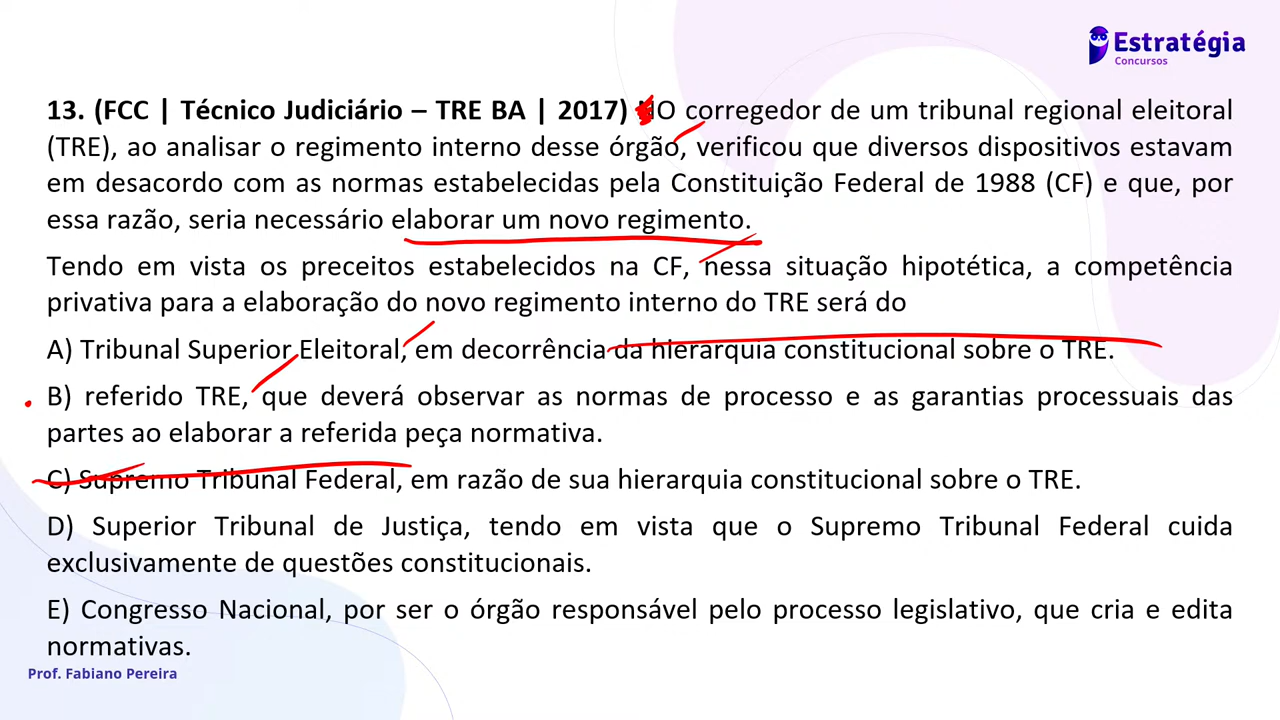 Estratégia
Concursos
13. (FCC | Técnico Judiciário – TRE BA | 2017) O corregedor de um tribunal regional eleitoral
(TRE), ao analisar o regimento interno desse órgão, verificou que diversos dispositivos estavam
em desacordo com as normas estabelecidas pela Constituição Federal de 1988 (CF) e que, por
essa razão, seria necessário elaborar um novo regimento.
Tendo em vista os preceitos estabelecidos na CF, nessa situação hipotética, a competência
privativa para a elaboração do novo regimento interno do TRE será do
A) Tribunal Superior Eleitoral, em decorrência da hierarquia constitucional sobre o TRE.
B) referido TRE, que deverá observar as normas de processo e as garantias processuais das
partes ao elaborar a referida peça normativa.
C) Supremo Tribunal Federal, em razão de sua hierarquia constitucional sobre o TRE.
D) Superior Tribunal de Justiça, tendo em vista que o Supremo Tribunal Federal cuida
exclusivamente de questões constitucionais.
E) Congresso Nacional, por ser o órgão responsável pelo processo legislativo, que cria e edita
normativas.
Prof. Fabiano Pereira